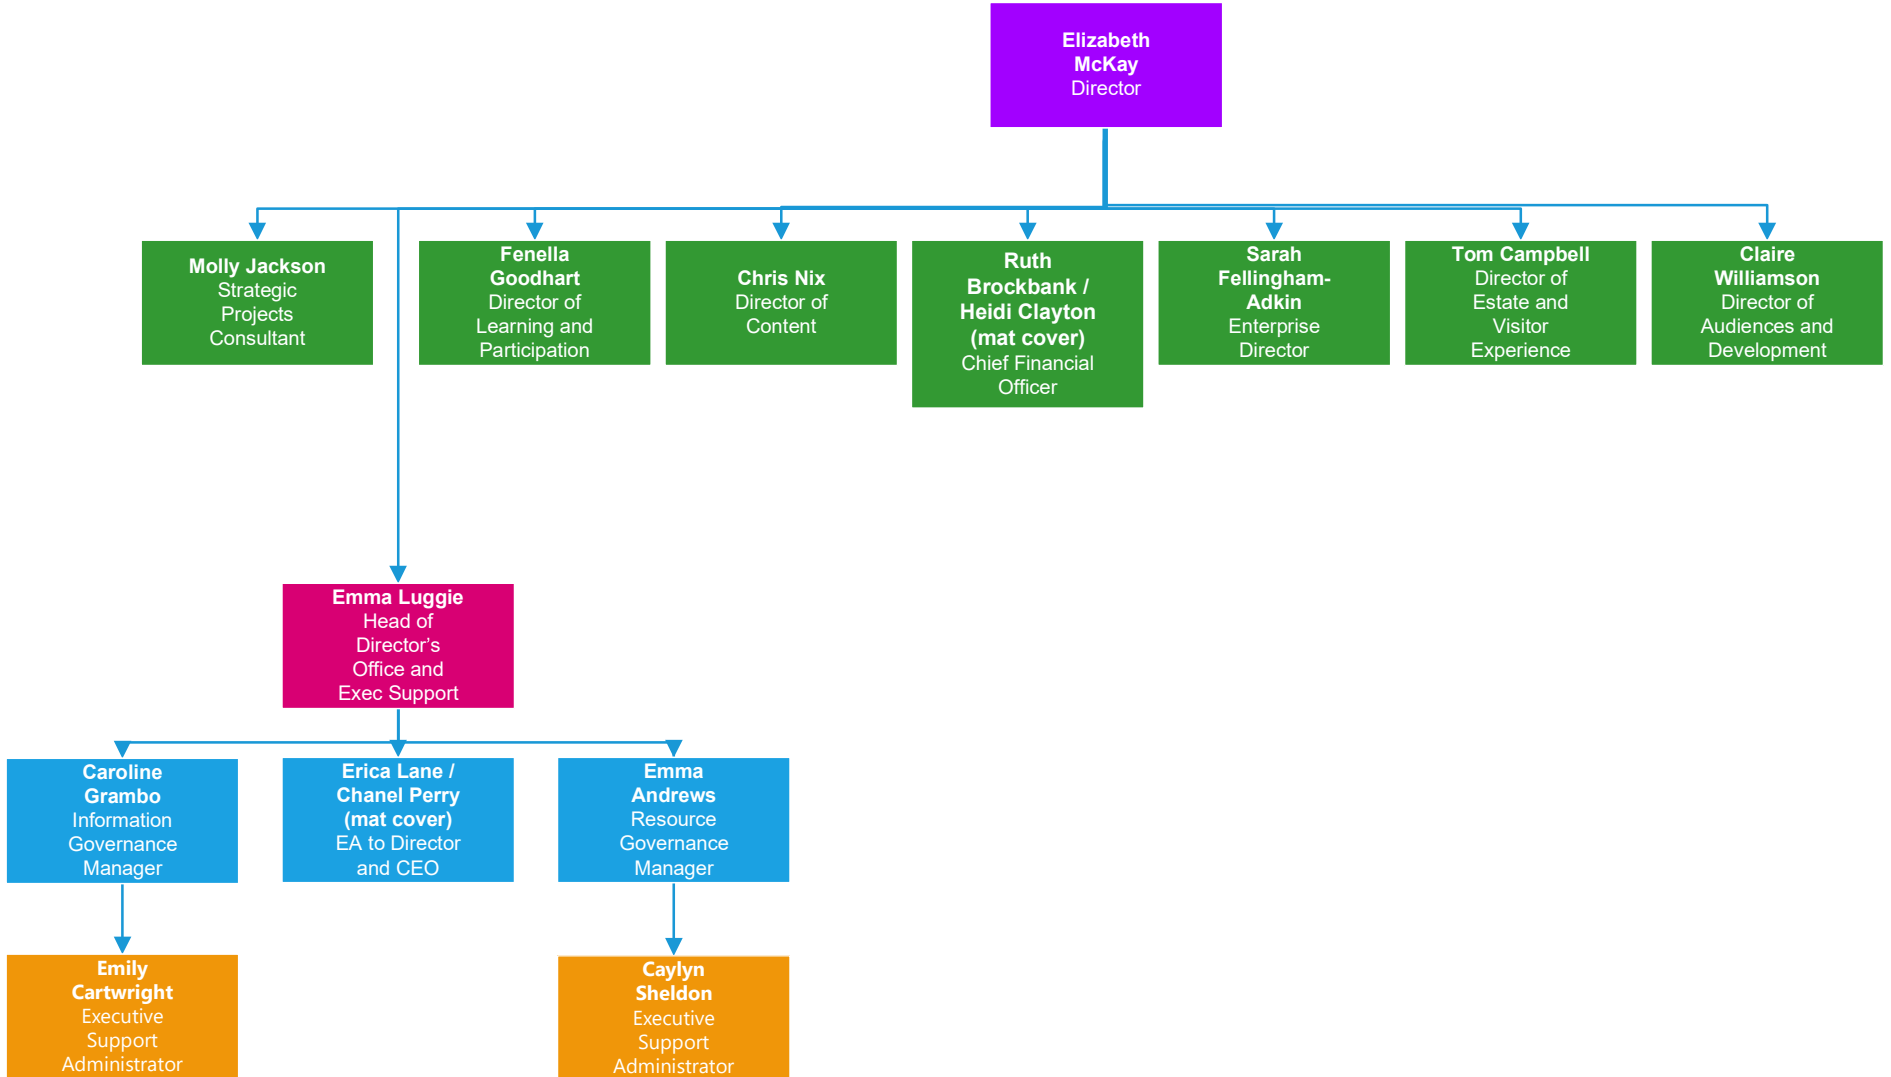 Elizabeth
McKay
Director
Molly Jackson
Strategic
Projects
Consultant
Fenella
Goodhart
Director of
Learning and
Participation
Chris Nix
Director of
Content
Ruth
Brockbank /
Heidi Clayton
(mat cover)
Chief Financial
Officer
Sarah
Fellingham-
Adkin
Enterprise
Director
Tom Campbell
Director of
Estate and
Visitor
Experience
Claire
Williamson
Director of
Audiences and
Development
Emma Luggie
Head of
Director’s
Office and
Exec Support
Caroline
Grambo
Information
Governance
Manager
Erica Lane /
Chanel Perry
(mat cover)
EA to Director
and CEO
Emma
Andrews
Resource
Governance
Manager
Emily
Cartwright
Executive
Support
Administrator
Caylyn
Sheldon
Executive
Support
Administrator